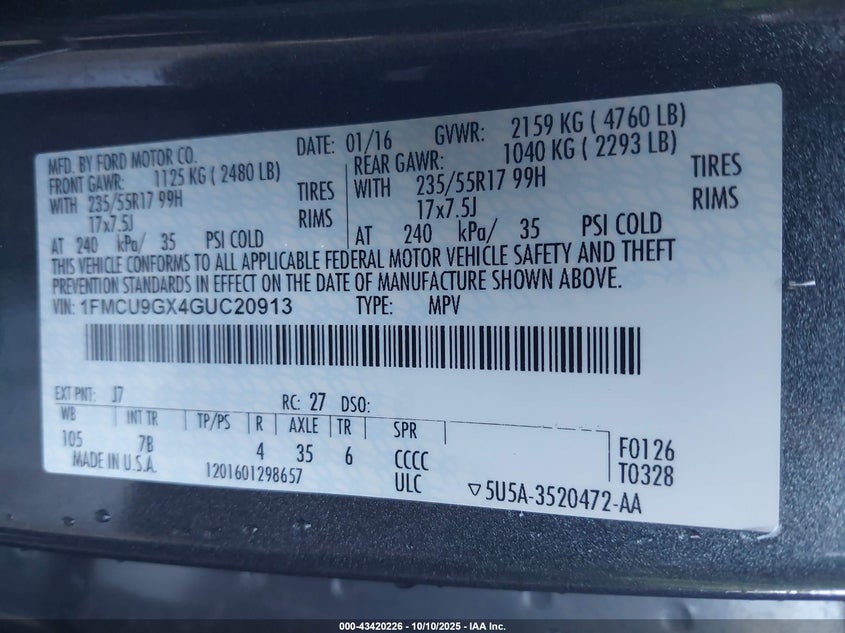 MFD. BY FORD MOTOR CO.
DATE: 01/16 GVWR: 2159 KG ( 4760 LB)
FRONT GAWR: 1125 KG ( 2480 LB)
WITH 235/55R17 99H TIRES
17x7.5J RIMS
AT 240 kPa/ 35 PSI COLD
REAR GAWR: 1040 KG ( 2293 LB)
WITH 235/55R17 99H TIRES
17x7.5J RIMS
AT 240 kPa/ 35 PSI COLD
THIS VEHICLE CONFORMS TO ALL APPLICABLE FEDERAL MOTOR VEHICLE SAFETY AND THEFT
PREVENTION STANDARDS IN EFFECT ON THE DATE OF MANUFACTURE SHOWN ABOVE.
VIN: 1FMCU9GX4GUC20913 TYPE: MPV
EXT PNT: J7 RC: 27 DSO:
WB INT TR TP/PS R AXLE TR SPR
105 7B 4 35 6 CCCC F0126
MADE IN U.S.A. 1201601298657 ULC T0328
▽5U5A-3520472-AA
000-43420226 - 10/10/2025 - IAA Inc.